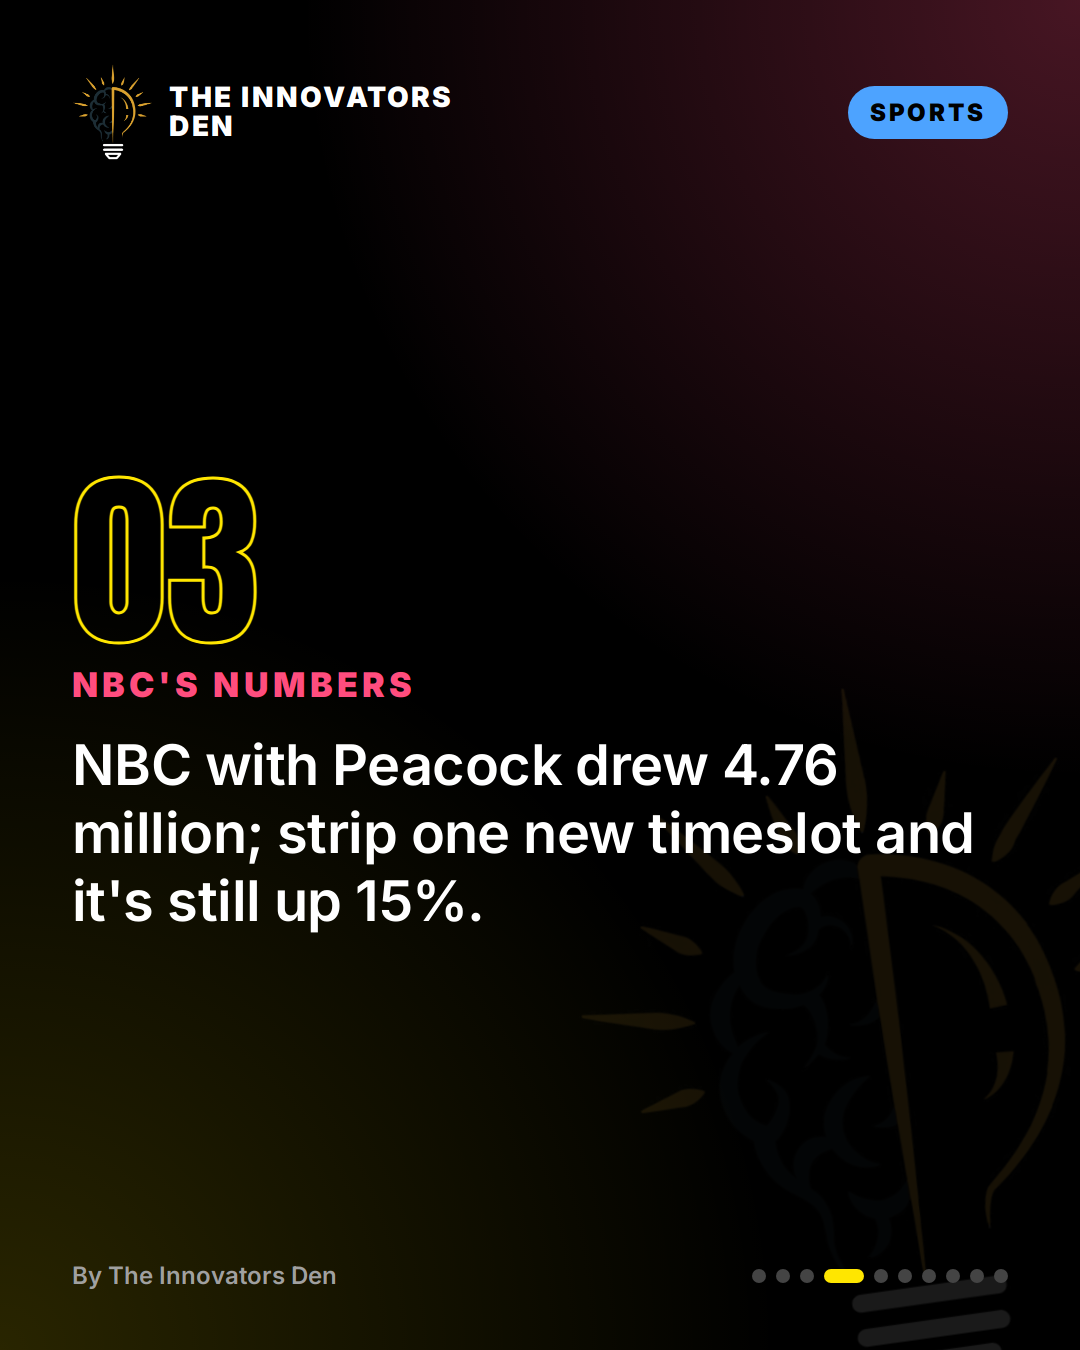 THE INNOVATORS
DEN
SPORTS
03
NBC'S NUMBERS
NBC with Peacock drew 4.76
million; strip one new timeslot and
it's still up 15%.
By The Innovators Den